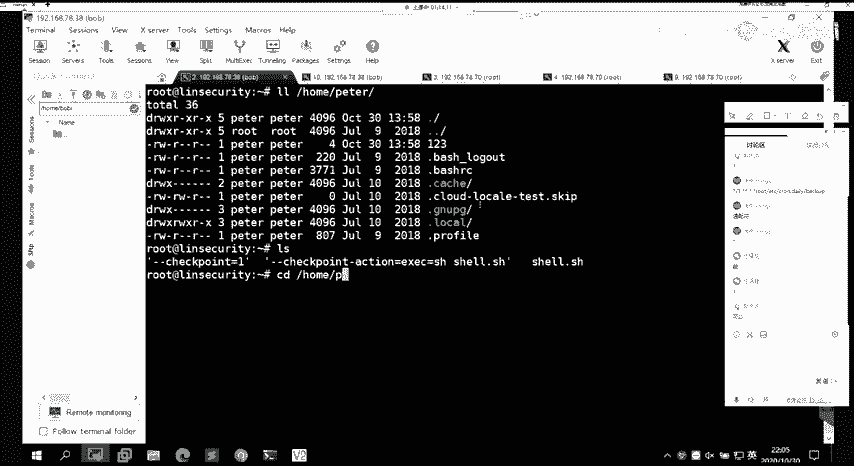 192.168.78.38 (bob)
Terminal Sessions View X server Tools Settings Macros Help
Session Servers Tools Sessions View Split MultiExec Tunneling Packages Settings Help X server Exit
2. 192.168.78.38 (bob)
/home/bob/
Name
..
Sessions
Tools
Macros
Sftp
root@linsecurity:~# ll /home/peter/
total 36
drwxr-xr-x 5 peter peter 4096 Oct 30 13:58 ./
drwxr-xr-x 5 root root 4096 Jul 9 2018 ../
-rw-r--r-- 1 peter peter 4 Oct 30 13:58 123
-rw-r--r-- 1 peter peter 220 Jul 9 2018 .bash_logout
-rw-r--r-- 1 peter peter 3771 Jul 9 2018 .bashrc
drwx------ 2 peter peter 4096 Jul 10 2018 .cache/
-rw-rw-r-- 1 peter peter 0 Jul 10 2018 .cloud-locale-test.skip
drwx------ 3 peter peter 4096 Jul 10 2018 .gnupg/
drwxrwxr-x 3 peter peter 4096 Jul 10 2018 .local/
-rw-r--r-- 1 peter peter 807 Jul 9 2018 .profile
root@linsecurity:~# ls
'--checkpoint=1' '--checkpoint-action=exec=sh shell.sh' shell.sh
root@linsecurity:~# cd /home/p
讨论区
Remote monitoring
Follow terminal folder
V2
英
22:05
2020/10/30